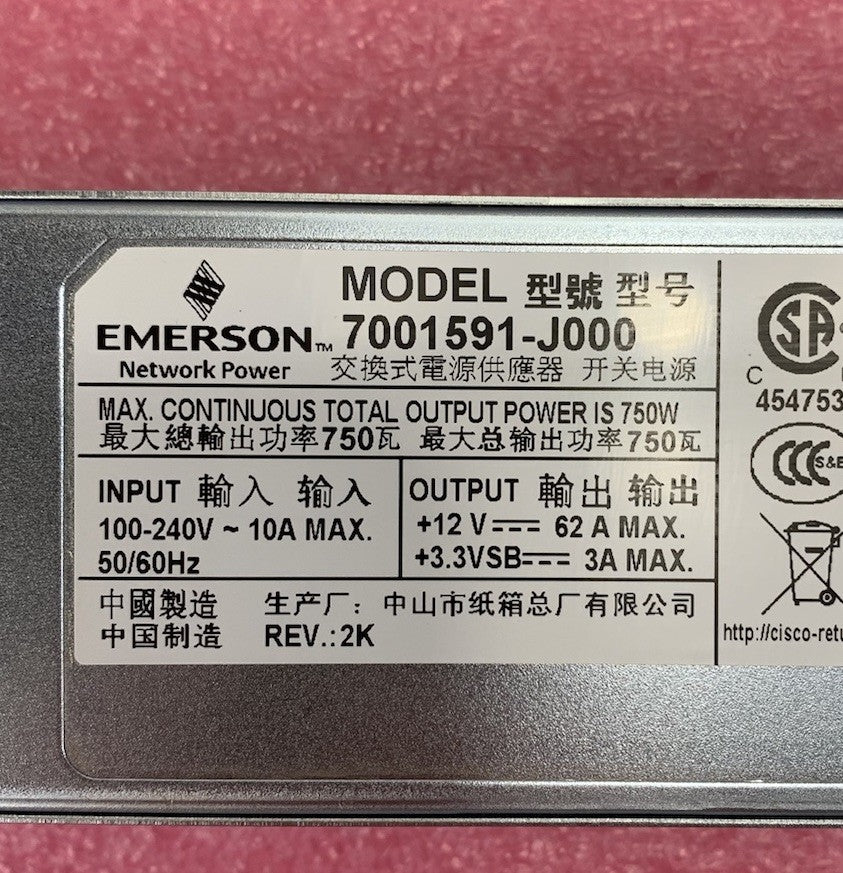 EMERSON™
Network Power
MODEL 型號 型号
7001591-J000
交換式電源供應器 开关电源
MAX. CONTINUOUS TOTAL OUTPUT POWER IS 750W
最大總輸出功率750瓦 最大总输出功率750瓦
INPUT 輸入 输入
100-240V ~ 10A MAX.
50/60Hz
OUTPUT 輸出 输出
+12 V⎓ 62 A MAX.
+3.3VSB⎓ 3A MAX.
中國製造 生产厂: 中山市纸箱总厂有限公司
中国制造 REV.:2K
SA
C
454753
CCC S&E
http://cisco-retu